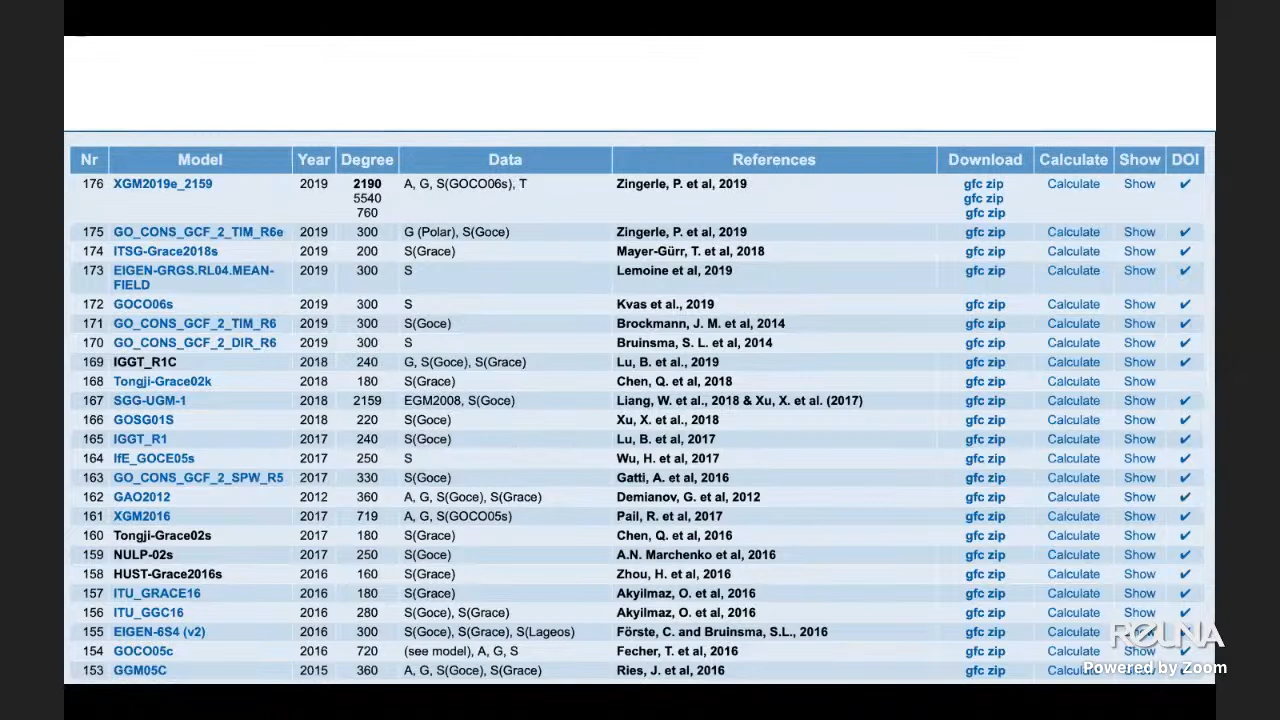 Nr Model Year Degree Data References Download Calculate Show DOI
176 XGM2019e_2159 2019 2190 A, G, S(GOCO06s), T Zingerle, P. et al, 2019 gfc zip Calculate Show ✔
5540 gfc zip
760 gfc zip
175 GO_CONS_GCF_2_TIM_R6e 2019 300 G (Polar), S(Goce) Zingerle, P. et al, 2019 gfc zip Calculate Show ✔
174 ITSG-Grace2018s 2019 200 S(Grace) Mayer-Gürr, T. et al, 2018 gfc zip Calculate Show ✔
173 EIGEN-GRGS.RL04.MEAN- 2019 300 S Lemoine et al, 2019 gfc zip Calculate Show ✔
FIELD
172 GOCO06s 2019 300 S Kvas et al., 2019 gfc zip Calculate Show ✔
171 GO_CONS_GCF_2_TIM_R6 2019 300 S(Goce) Brockmann, J. M. et al, 2014 gfc zip Calculate Show ✔
170 GO_CONS_GCF_2_DIR_R6 2019 300 S Bruinsma, S. L. et al, 2014 gfc zip Calculate Show ✔
169 IGGT_R1C 2018 240 G, S(Goce), S(Grace) Lu, B. et al., 2019 gfc zip Calculate Show ✔
168 Tongji-Grace02k 2018 180 S(Grace) Chen, Q. et al, 2018 gfc zip Calculate Show
167 SGG-UGM-1 2018 2159 EGM2008, S(Goce) Liang, W. et al., 2018 & Xu, X. et al. (2017) gfc zip Calculate Show ✔
166 GOSG01S 2018 220 S(Goce) Xu, X. et al., 2018 gfc zip Calculate Show ✔
165 IGGT_R1 2017 240 S(Goce) Lu, B. et al, 2017 gfc zip Calculate Show ✔
164 IfE_GOCE05s 2017 250 S Wu, H. et al, 2017 gfc zip Calculate Show ✔
163 GO_CONS_GCF_2_SPW_R5 2017 330 S(Goce) Gatti, A. et al, 2016 gfc zip Calculate Show ✔
162 GAO2012 2012 360 A, G, S(Goce), S(Grace) Demianov, G. et al, 2012 gfc zip Calculate Show ✔
161 XGM2016 2017 719 A, G, S(GOCO05s) Pail, R. et al, 2017 gfc zip Calculate Show ✔
160 Tongji-Grace02s 2017 180 S(Grace) Chen, Q. et al, 2016 gfc zip Calculate Show ✔
159 NULP-02s 2017 250 S(Goce) A.N. Marchenko et al, 2016 gfc zip Calculate Show ✔
158 HUST-Grace2016s 2016 160 S(Grace) Zhou, H. et al, 2016 gfc zip Calculate Show ✔
157 ITU_GRACE16 2016 180 S(Grace) Akyilmaz, O. et al, 2016 gfc zip Calculate Show ✔
156 ITU_GGC16 2016 280 S(Goce), S(Grace) Akyilmaz, O. et al, 2016 gfc zip Calculate Show ✔
155 EIGEN-6S4 (v2) 2016 300 S(Goce), S(Grace), S(Lageos) Förste, C. and Bruinsma, S.L., 2016 gfc zip Calculate Show ✔
154 GOCO05c 2016 720 (see model), A, G, S Fecher, T. et al, 2016 gfc zip Calculate Show ✔
153 GGM05C 2015 360 A, G, S(Goce), S(Grace) Ries, J. et al, 2016 gfc zip Calculate Show ✔
REUNA
Powered by Zoom